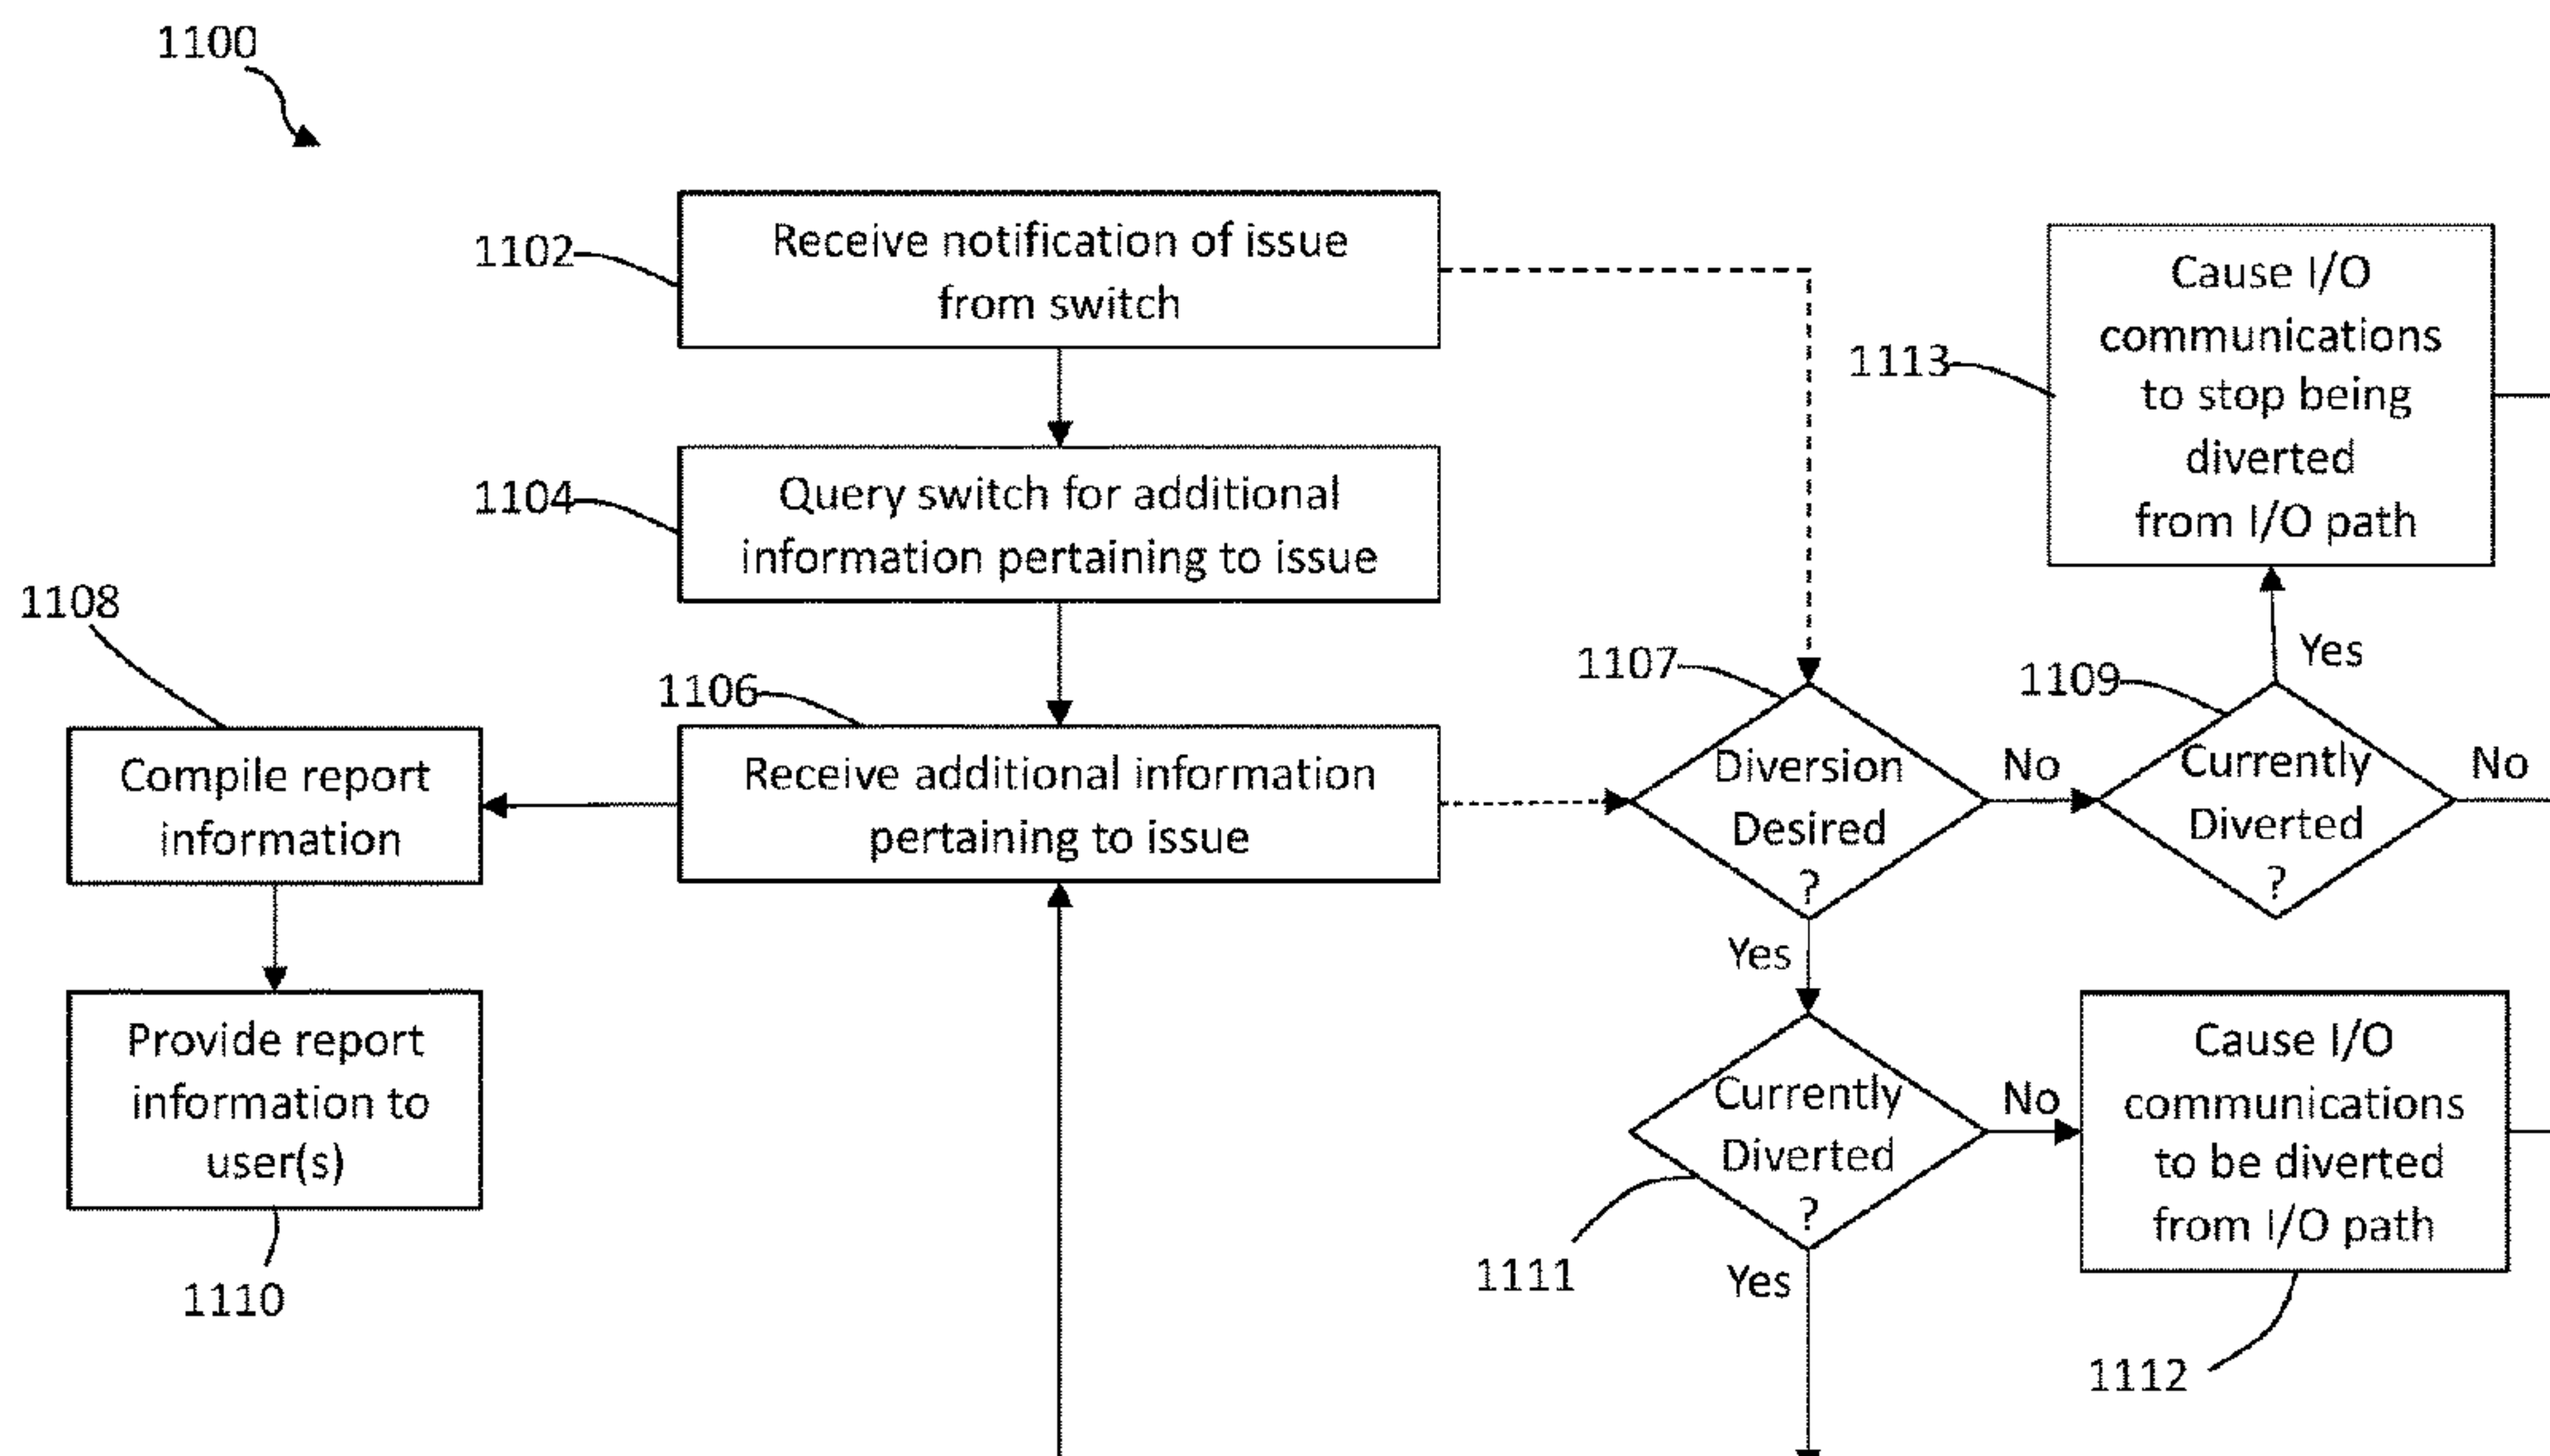 1100
1102
Receive notification of issue
from switch
1104
Query switch for additional
information pertaining to issue
1113
Cause I/O
communications
to stop being
diverted
from I/O path
1108
Compile report
information
1106
Receive additional information
pertaining to issue
1107
Diversion
Desired
?
No
1109
Currently
Diverted
?
Yes
No
Yes
Provide report
information to
user(s)
1110
Currently
Diverted
?
1111
No
Yes
Cause I/O
communications
to be diverted
from I/O path
1112